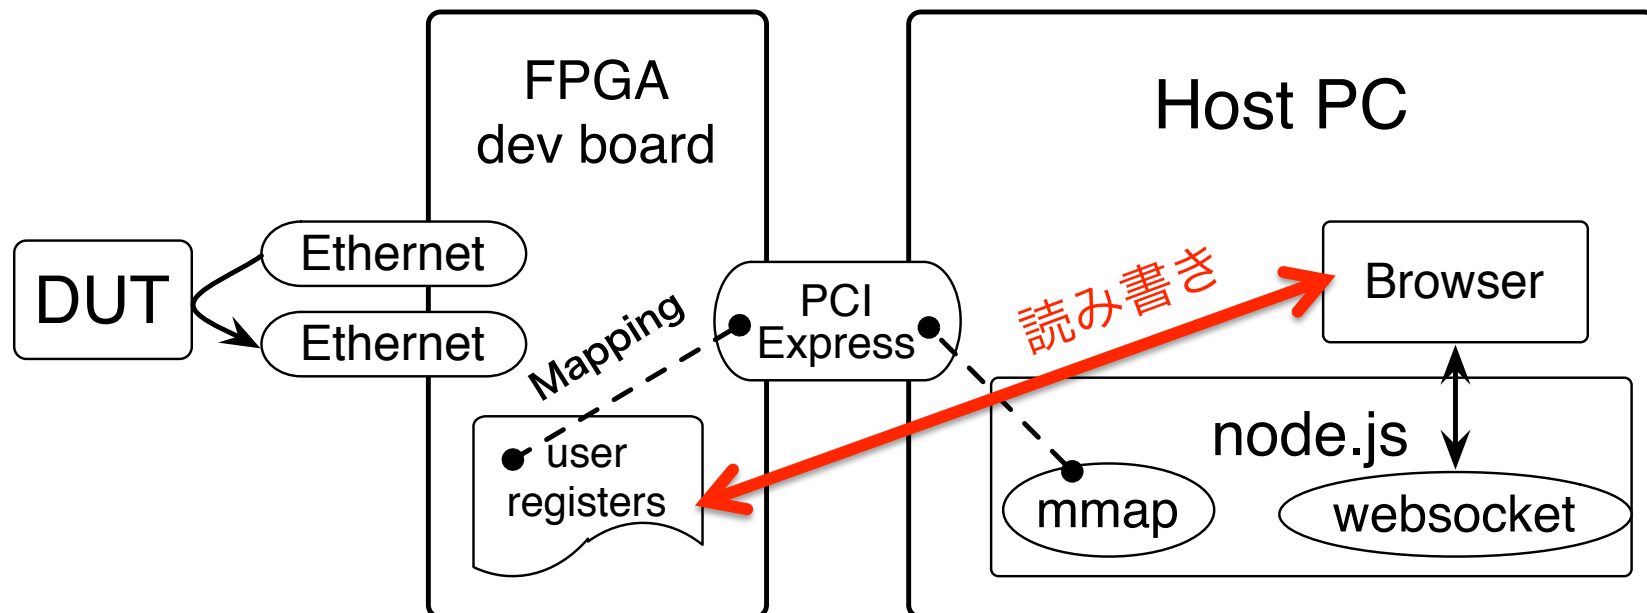 FPGA
dev board
Host PC
DUT
Ethernet
Ethernet
Mapping
PCI
Express
読み書き
Browser
user
registers
node.js
mmap
websocket